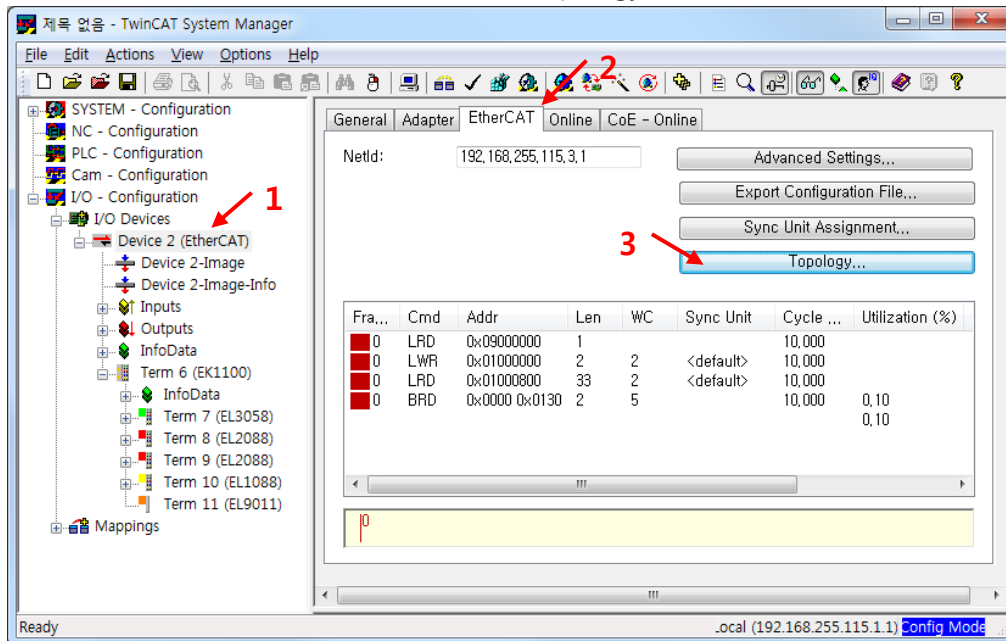 제목 없음 - TwinCAT System Manager
File Edit Actions View Options Help
SYSTEM - Configuration
NC - Configuration
PLC - Configuration
Cam - Configuration
I/O - Configuration
1
I/O Devices
Device 2 (EtherCAT)
Device 2-Image
Device 2-Image-Info
Inputs
Outputs
InfoData
Term 6 (EK1100)
InfoData
Term 7 (EL3058)
Term 8 (EL2088)
Term 9 (EL2088)
Term 10 (EL1088)
Term 11 (EL9011)
Mappings
2
General Adapter EtherCAT Online CoE - Online
NetId: 192.168.255.115.3.1
Advanced Settings...
Export Configuration File...
Sync Unit Assignment...
3
Topology...
Fra... Cmd Addr Len WC Sync Unit Cycle ... Utilization (%)
0 LRD 0x09000000 1 10.000
0 LWR 0x01000000 2 2 <default> 10.000
0 LRD 0x01000800 33 2 <default> 10.000
0 BRD 0x0000 0x0130 2 5 10.000 0.10
0.10
0
Ready
.ocal (192.168.255.115.1.1) Config Mode